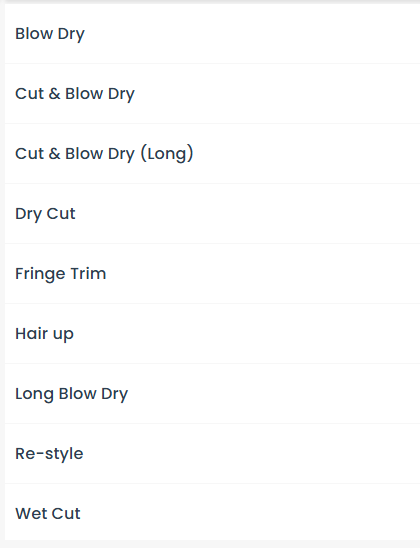 Blow Dry
Cut & Blow Dry
Cut & Blow Dry (Long)
Dry Cut
Fringe Trim
Hair up
Long Blow Dry
Re-style
Wet Cut